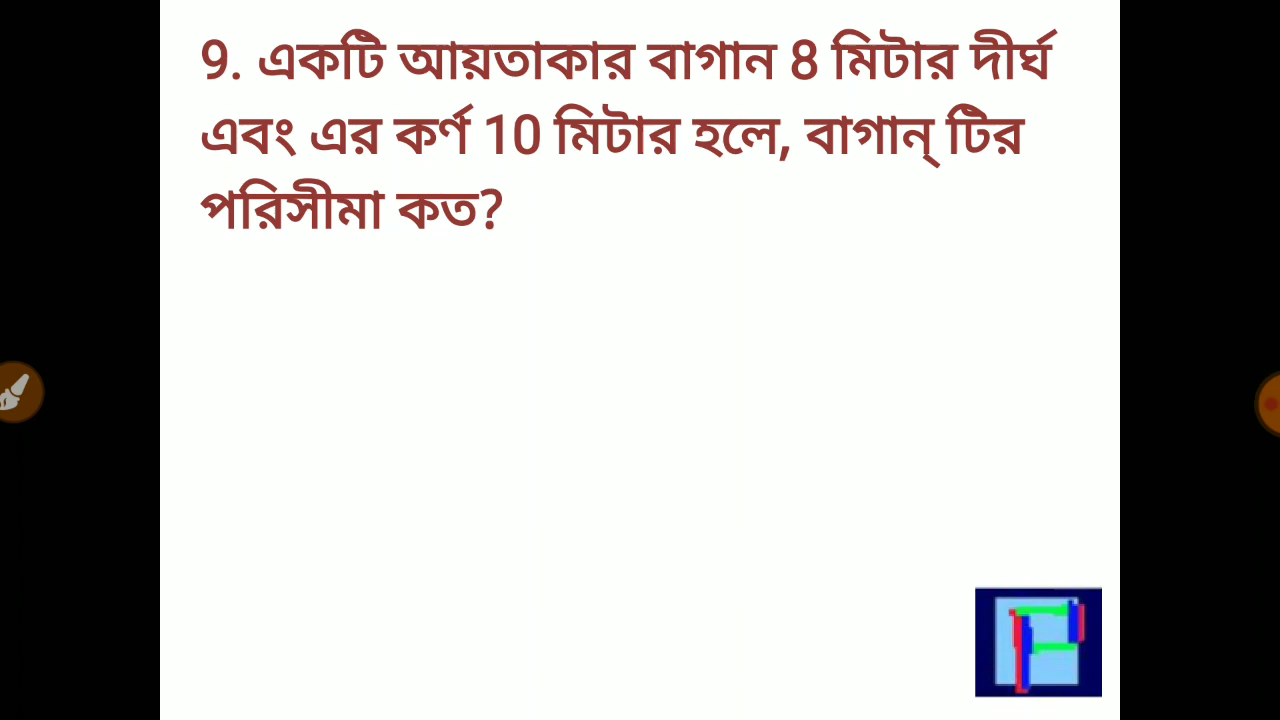 9. একটি আয়তাকার বাগান 8 মিটার দীর্ঘ
এবং এর কর্ণ 10 মিটার হলে, বাগান্ টির
পরিসীমা কত?